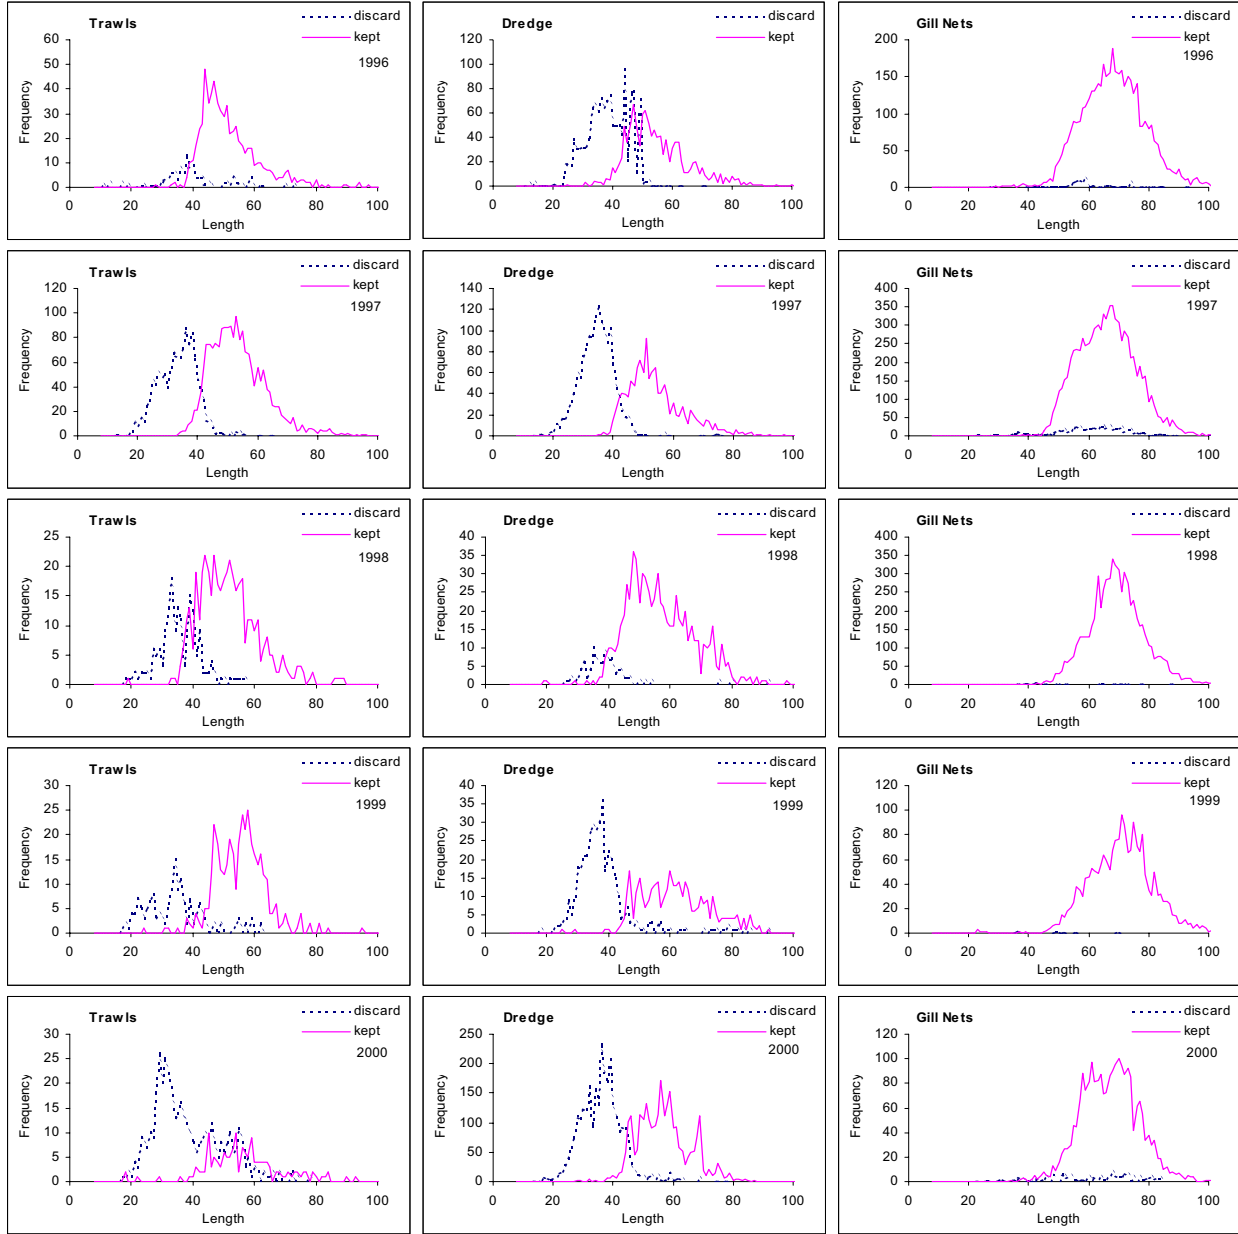 Trawls
discard
kept
1996
60
50
40
30
20
10
0
Frequency
0 20 40 60 80 100
Length
Dredge
discard
kept
1996
120
100
80
60
40
20
0
Frequency
0 20 40 60 80 100
Length
Gill Nets
discard
kept
1996
200
150
100
50
0
Frequency
0 20 40 60 80 100
Length
Trawls
discard
kept
1997
120
100
80
60
40
20
0
Frequency
0 20 40 60 80 100
Length
Dredge
discard
kept
1997
140
120
100
80
60
40
20
0
Frequency
0 20 40 60 80 100
Length
Gill Nets
discard
kept
1997
400
350
300
250
200
150
100
50
0
Frequency
0 20 40 60 80 100
Length
Trawls
discard
kept
1998
25
20
15
10
5
0
Frequency
0 20 40 60 80 100
Length
Dredge
discard
kept
1998
40
35
30
25
20
15
10
5
0
Frequency
0 20 40 60 80 100
Length
Gill Nets
discard
kept
1998
400
350
300
250
200
150
100
50
0
Frequency
0 20 40 60 80 100
Length
Trawls
discard
kept
1999
30
25
20
15
10
5
0
Frequency
0 20 40 60 80 100
Length
Dredge
discard
kept
1999
40
35
30
25
20
15
10
5
0
Frequency
0 20 40 60 80 100
Length
Gill Nets
discard
kept
1999
120
100
80
60
40
20
0
Frequency
0 20 40 60 80 100
Length
Trawls
discard
kept
2000
30
25
20
15
10
5
0
Frequency
0 20 40 60 80 100
Length
Dredge
discard
kept
2000
250
200
150
100
50
0
Frequency
0 20 40 60 80 100
Length
Gill Nets
discard
kept
2000
120
100
80
60
40
20
0
Frequency
0 20 40 60 80 100
Length